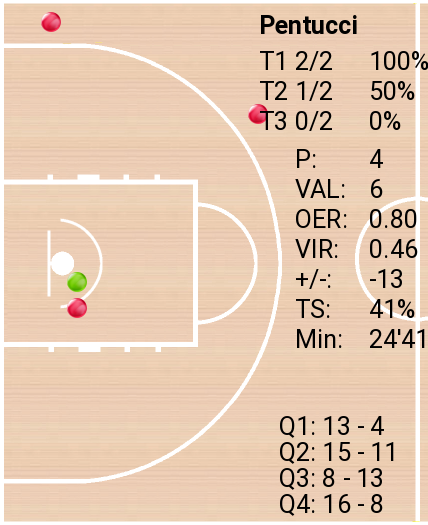 Pentucci
T1 2/2 100%
T2 1/2 50%
T3 0/2 0%
P: 4
VAL: 6
OER: 0.80
VIR: 0.46
+/-: -13
TS: 41%
Min: 24'41
Q1: 13 - 4
Q2: 15 - 11
Q3: 8 - 13
Q4: 16 - 8